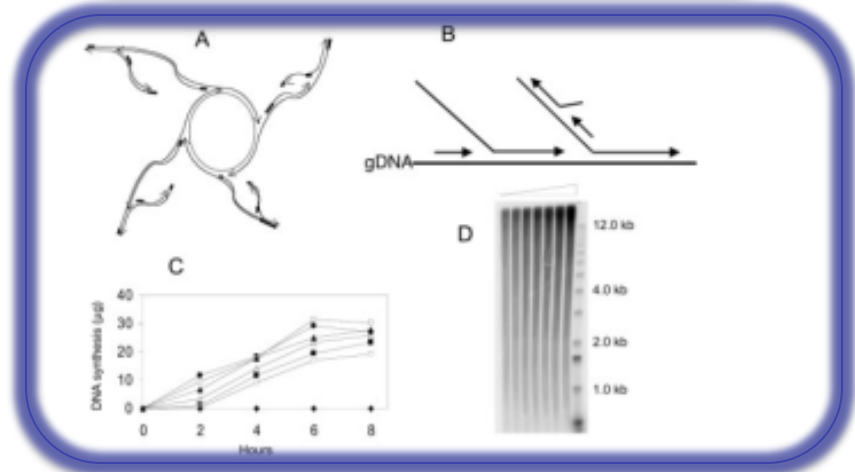 A
B
gDNA
D
12.0 kb
4.0 kb
2.0 kb
1.0 kb
C
40
30
20
10
0
DNA synthesis (µg)
0 2 4 6 8
Hours